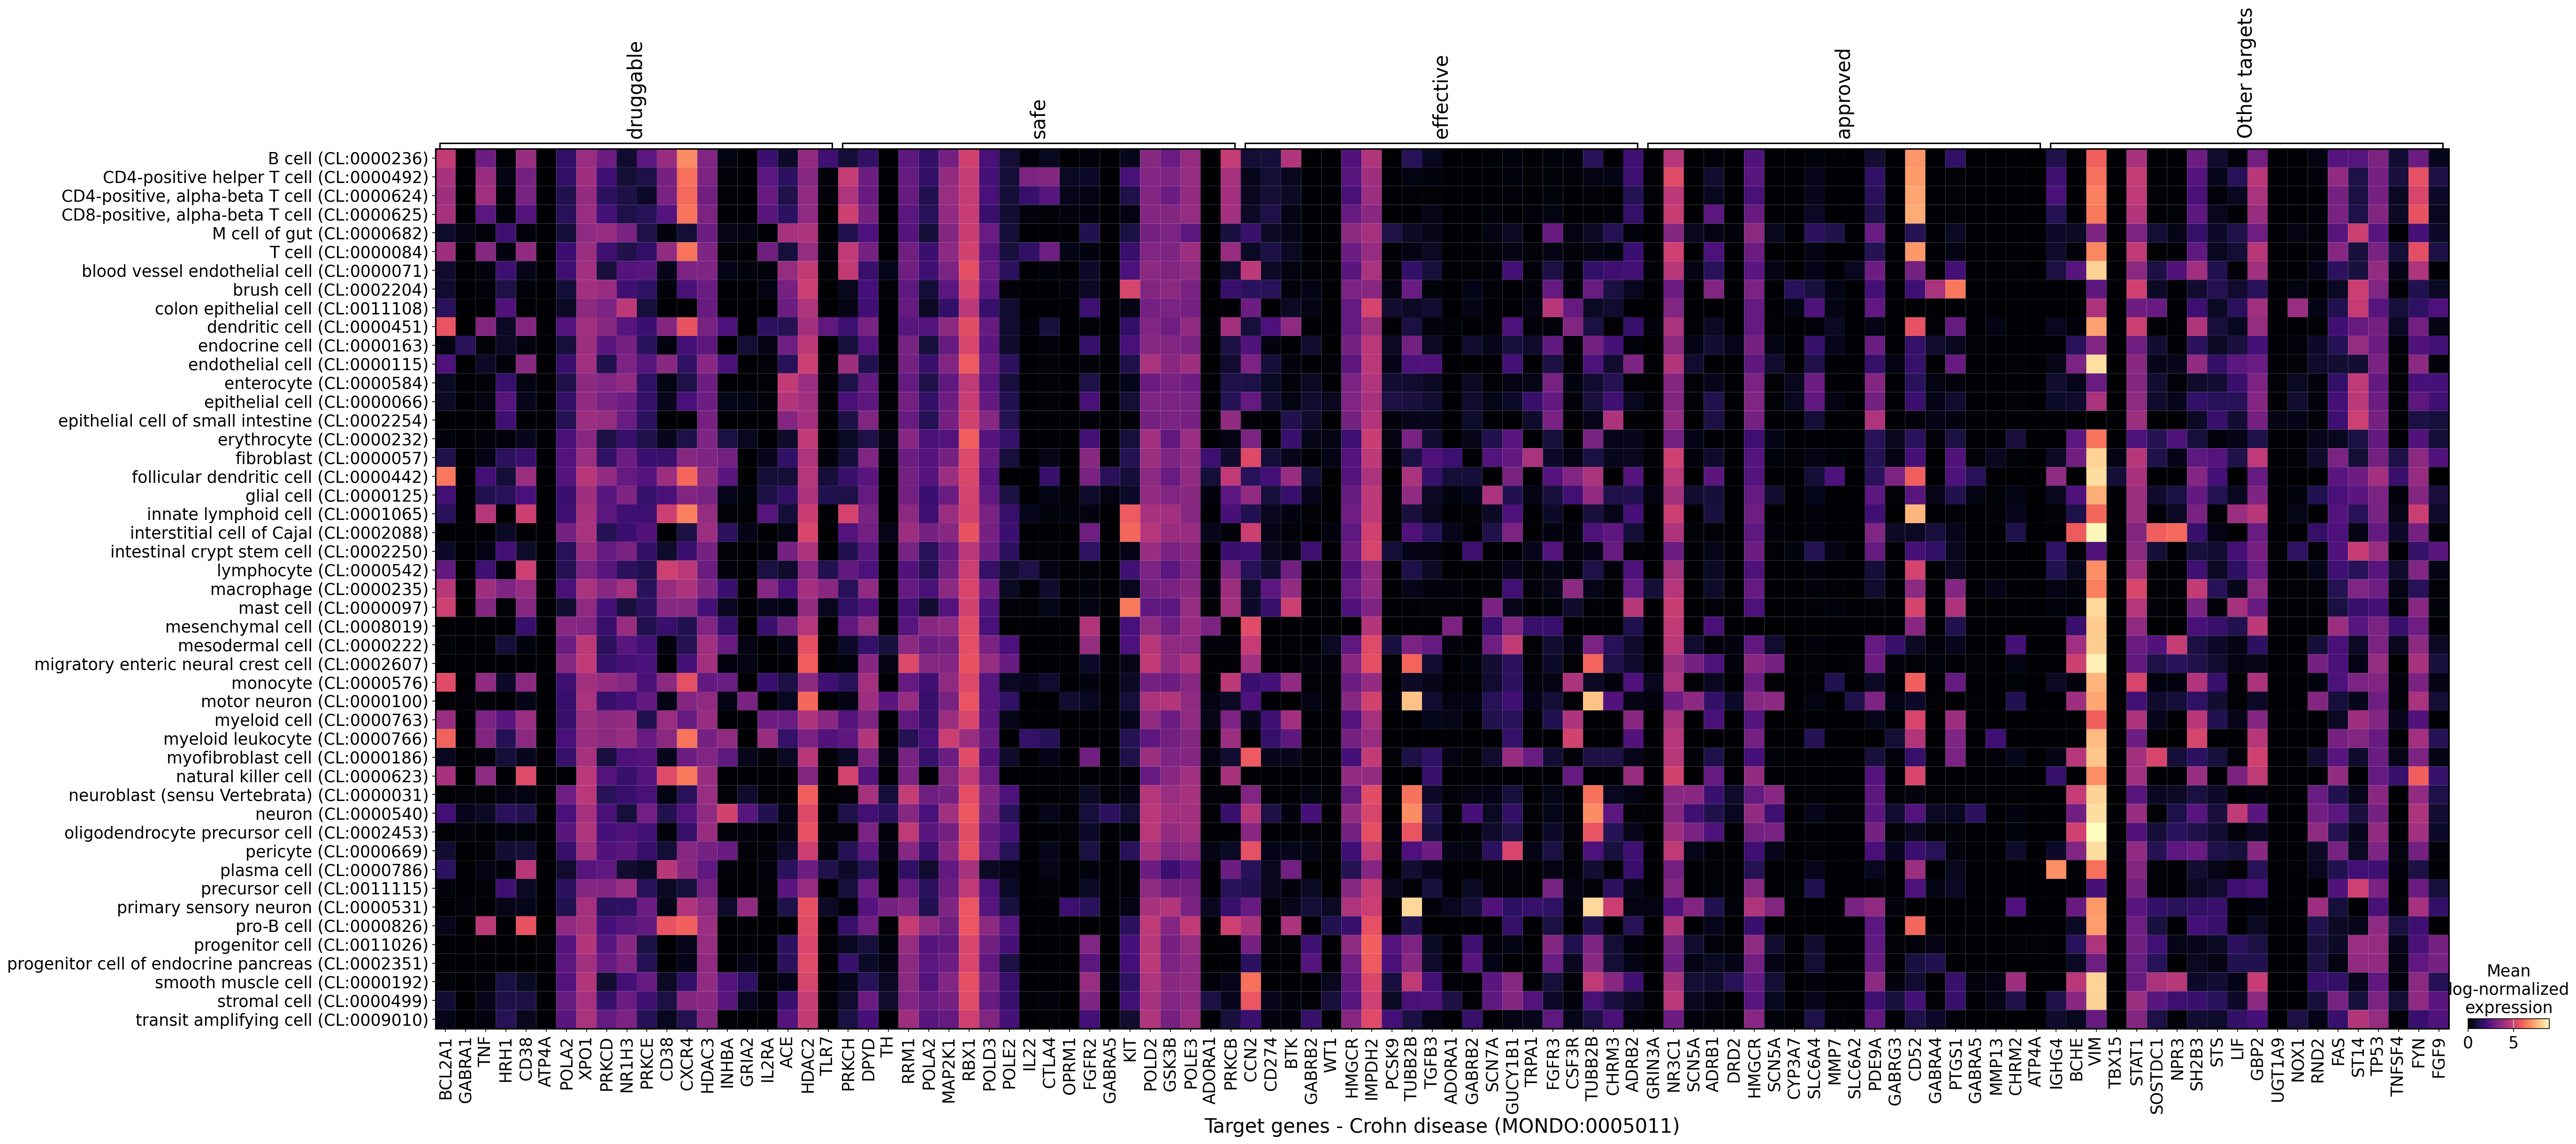 druggable
safe
effective
approved
Other targets
B cell (CL:0000236)
CD4-positive helper T cell (CL:0000492)
CD4-positive, alpha-beta T cell (CL:0000624)
CD8-positive, alpha-beta T cell (CL:0000625)
M cell of gut (CL:0000682)
T cell (CL:0000084)
blood vessel endothelial cell (CL:0000071)
brush cell (CL:0002204)
colon epithelial cell (CL:0011108)
dendritic cell (CL:0000451)
endocrine cell (CL:0000163)
endothelial cell (CL:0000115)
enterocyte (CL:0000584)
epithelial cell (CL:0000066)
epithelial cell of small intestine (CL:0002254)
erythrocyte (CL:0000232)
fibroblast (CL:0000057)
follicular dendritic cell (CL:0000442)
glial cell (CL:0000125)
innate lymphoid cell (CL:0001065)
interstitial cell of Cajal (CL:0002088)
intestinal crypt stem cell (CL:0002250)
lymphocyte (CL:0000542)
macrophage (CL:0000235)
mast cell (CL:0000097)
mesenchymal cell (CL:0008019)
mesodermal cell (CL:0000222)
migratory enteric neural crest cell (CL:0002607)
monocyte (CL:0000576)
motor neuron (CL:0000100)
myeloid cell (CL:0000763)
myeloid leukocyte (CL:0000766)
myofibroblast cell (CL:0000186)
natural killer cell (CL:0000623)
neuroblast (sensu Vertebrata) (CL:0000031)
neuron (CL:0000540)
oligodendrocyte precursor cell (CL:0002453)
pericyte (CL:0000669)
plasma cell (CL:0000786)
precursor cell (CL:0011115)
primary sensory neuron (CL:0000531)
pro-B cell (CL:0000826)
progenitor cell (CL:0011026)
progenitor cell of endocrine pancreas (CL:0002351)
smooth muscle cell (CL:0000192)
stromal cell (CL:0000499)
transit amplifying cell (CL:0009010)
BCL2A1
GABRA1
TNF
HRH1
CD38
ATP4A
POLA2
XPO1
PRKCD
NR1H3
PRKCE
CD38
CXCR4
HDAC3
INHBA
GRIA2
IL2RA
ACE
HDAC2
TLR7
PRKCH
DPYD
TH
RRM1
POLA2
MAP2K1
RBX1
POLD3
POLE2
IL22
CTLA4
OPRM1
FGFR2
GABRA5
KIT
POLD2
GSK3B
POLE3
ADORA1
PRKCB
CCN2
CD274
BTK
GABRB2
WT1
HMGCR
IMPDH2
PCSK9
TUBB2B
TGFB3
ADORA1
GABRB2
SCN7A
GUCY1B1
TRPA1
FGFR3
CSF3R
TUBB2B
CHRM3
ADRB2
GRIN3A
NR3C1
SCN5A
ADRB1
DRD2
HMGCR
SCN5A
CYP3A7
SLC6A4
MMP7
SLC6A2
PDE9A
GABRG3
CD52
GABRA4
PTGS1
GABRA5
MMP13
CHRM2
ATP4A
IGHG4
BCHE
VIM
TBX15
STAT1
SOSTDC1
NPR3
SH2B3
STS
LIF
GBP2
UGT1A9
NOX1
RND2
FAS
ST14
TP53
TNFSF4
FYN
FGF9
Target genes - Crohn disease (MONDO:0005011)
Mean
log-normalized
expression
0 5